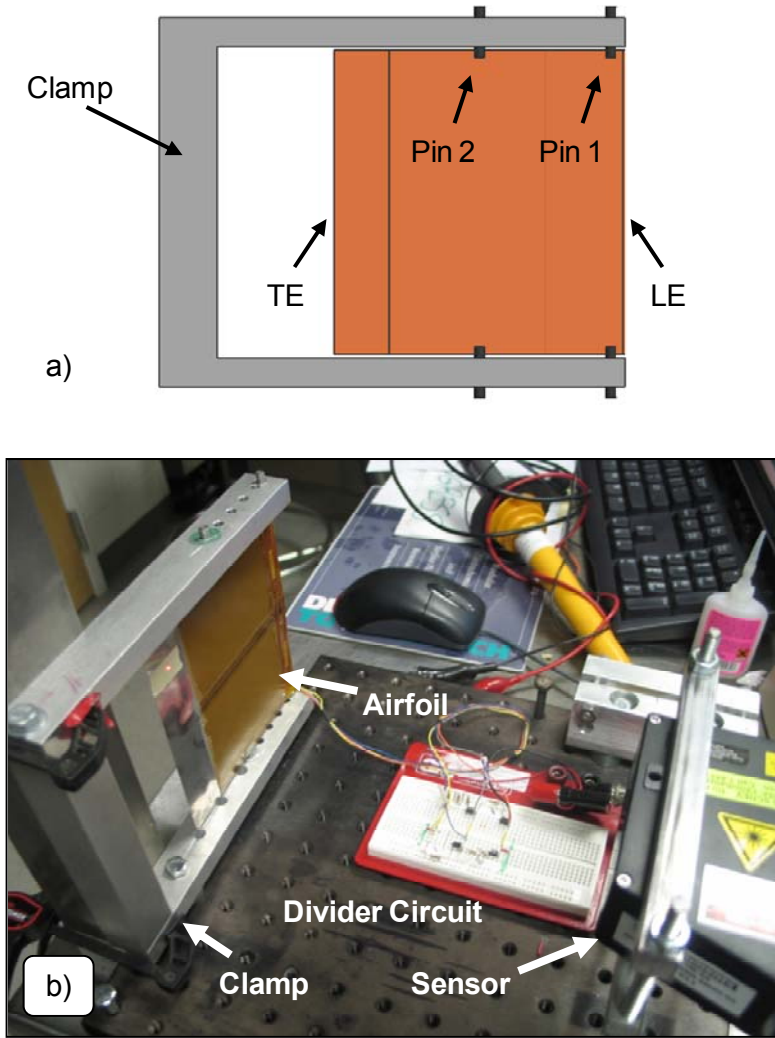 Clamp
Pin 2
Pin 1
TE
LE
a)
Airfoil
Divider Circuit
Clamp
Sensor
b)